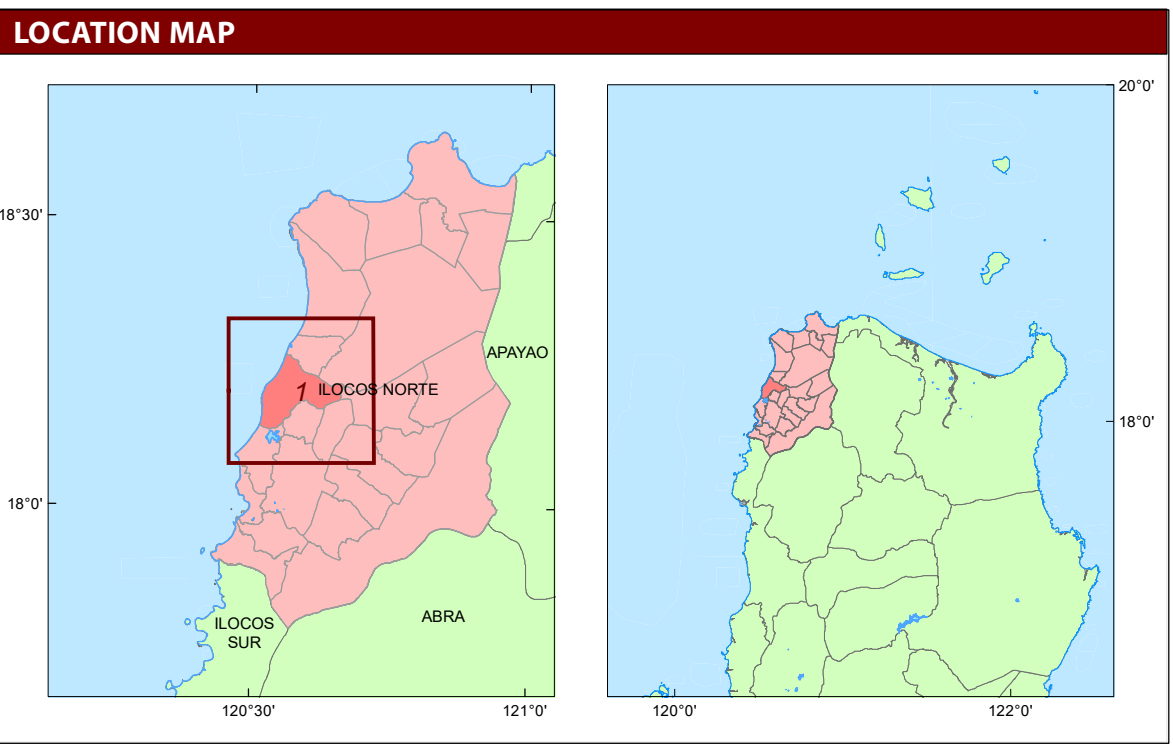 LOCATION MAP
20°0'
18°30'
APAYAO
1
ILOCOS NORTE
18°0'
18°0'
ILOCOS
SUR
ABRA
120°30'
121°0'
120°0'
122°0'